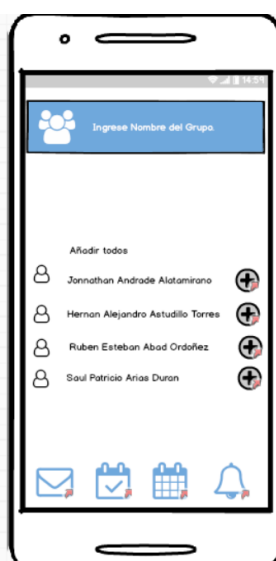 14:54
Ingrese Nombre del Grupo.
Añadir todos
Jonnathan Andrade Alatamirano
Hernan Alejandro Astudillo Torres
Ruben Esteban Abad Ordoñez
Saul Patricio Arias Duran